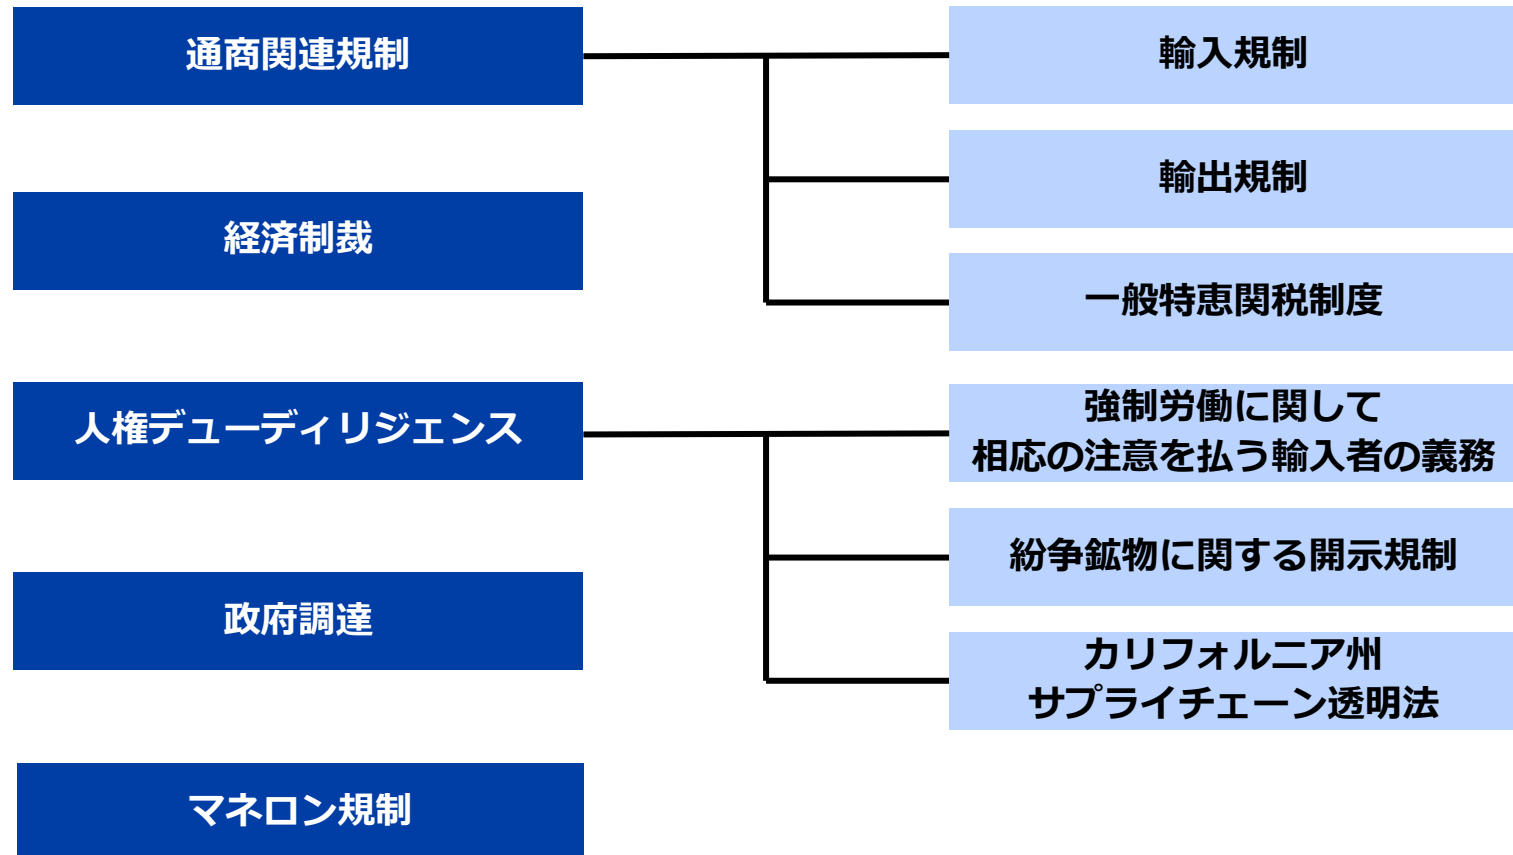 通商関連規制
輸入規制
輸出規制
経済制裁
一般特恵関税制度
人権デューディリジェンス
強制労働に関して
相応の注意を払う輸入者の義務
紛争鉱物に関する開示規制
政府調達
カリフォルニア州
サプライチェーン透明法
マネロン規制